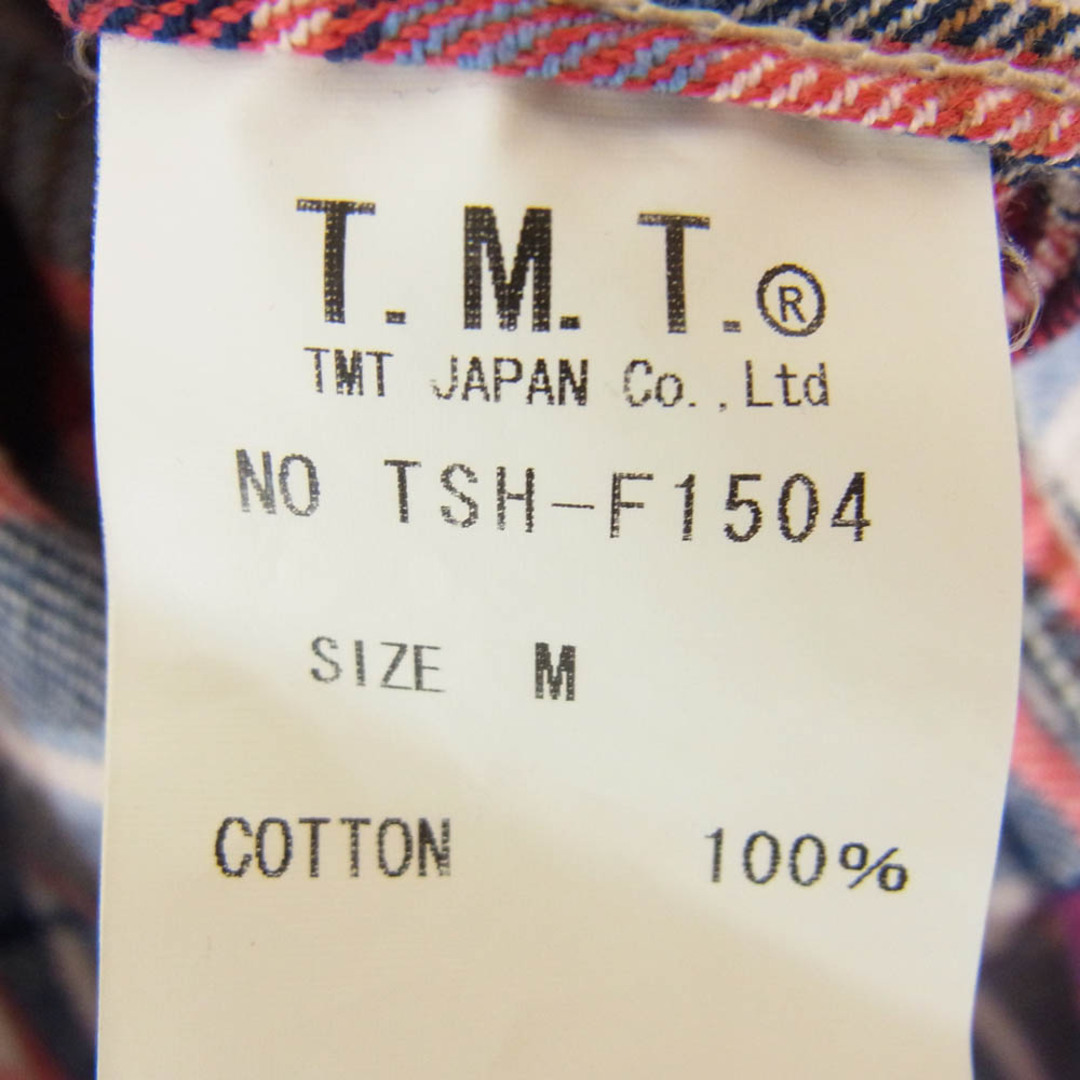 T. M. T.®
TMT JAPAN Co.,Ltd
NO TSH-F1504
SIZE M
COTTON 100%